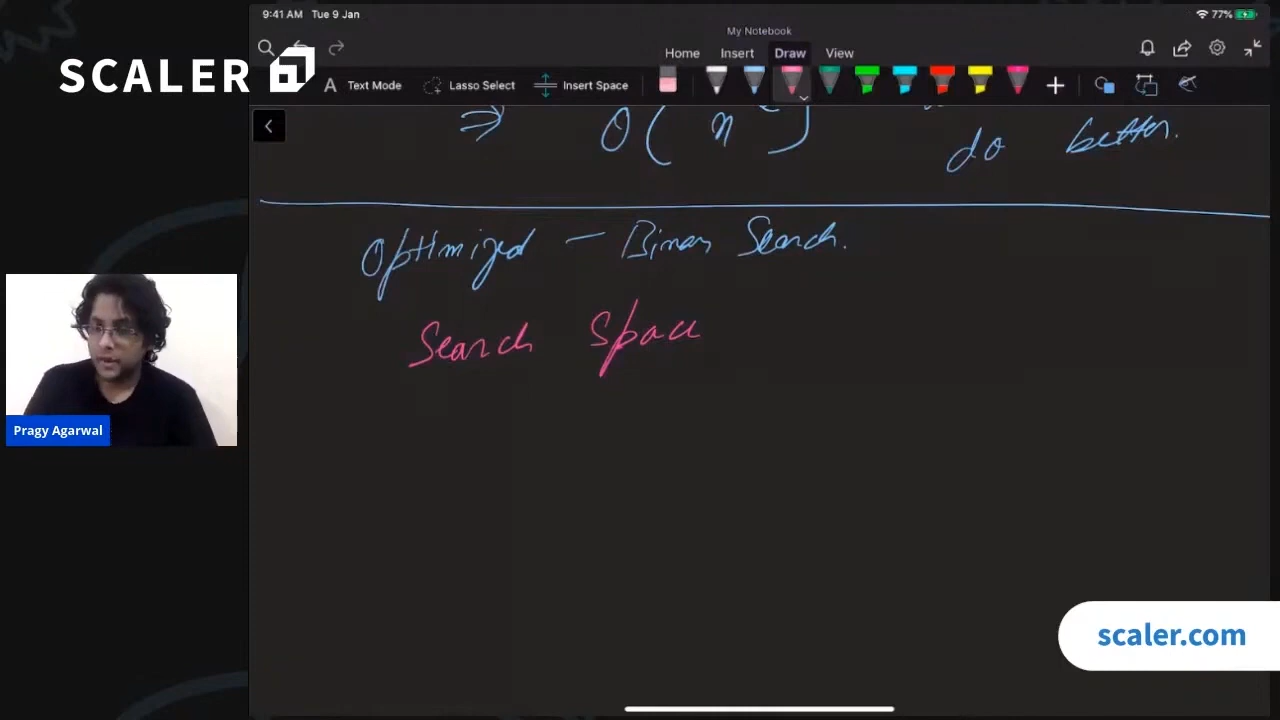 9:41 AM Tue 9 Jan
77%
My Notebook
SCALER
Home Insert Draw View
A Text Mode Lasso Select Insert Space
⇒ O(n²)
do better.
Optimized - Binary Search.
Search Space
Pragy Agarwal
scaler.com